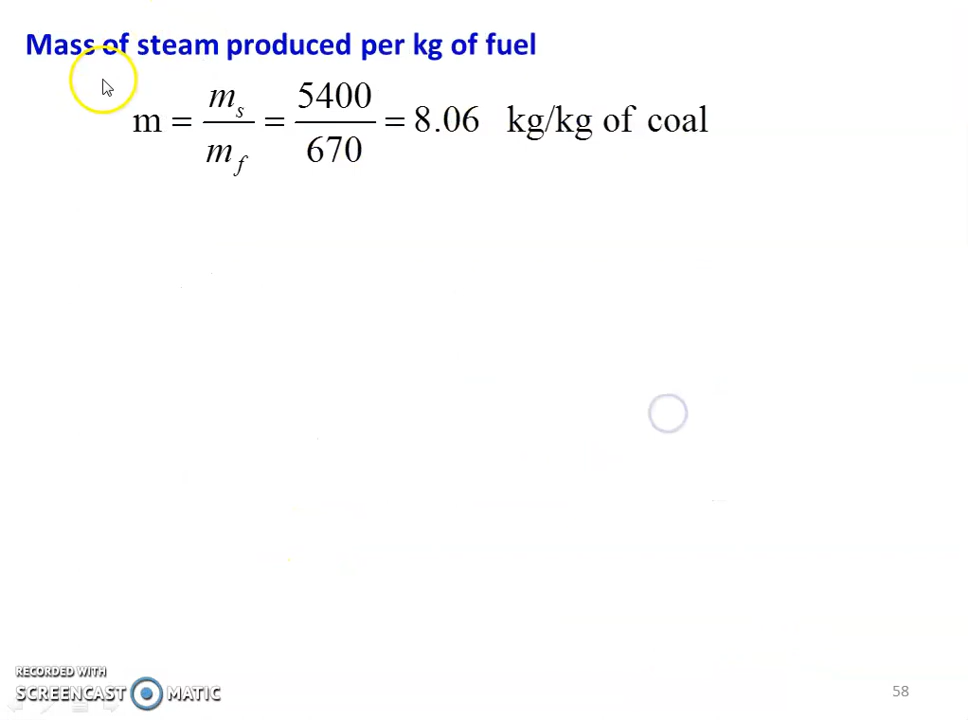 Mass of steam produced per kg of fuel
m = m_s / m_f = 5400 / 670 = 8.06 kg/kg of coal
RECORDED WITH
SCREENCAST MATIC
58